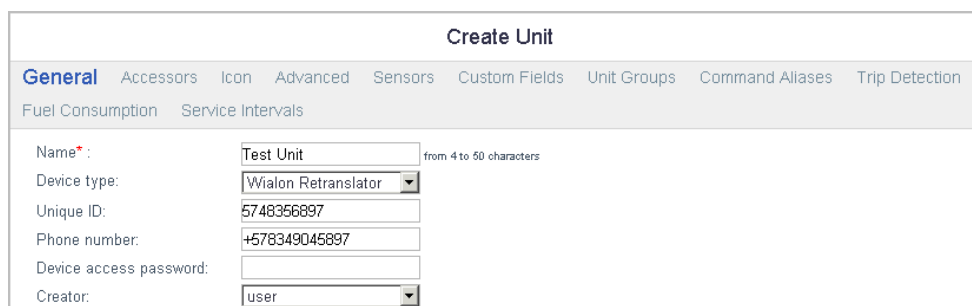 Create Unit
General Accessors Icon Advanced Sensors Custom Fields Unit Groups Command Aliases Trip Detection
Fuel Consumption Service Intervals
Name* : Test Unit from 4 to 50 characters
Device type: Wialon Retranslator
Unique ID: 5748356897
Phone number: +578349045897
Device access password:
Creator: user